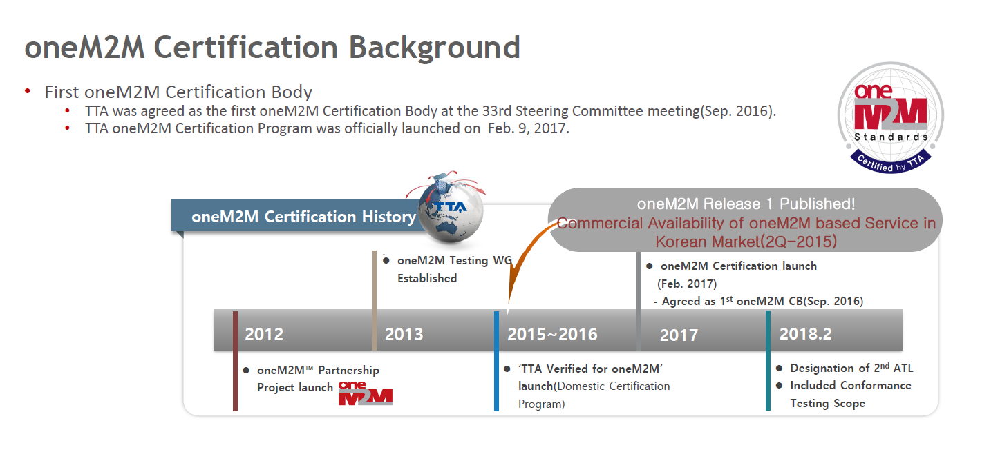 oneM2M Certification Background
• First oneM2M Certification Body
• TTA was agreed as the first oneM2M Certification Body at the 33rd Steering Committee meeting(Sep. 2016).
• TTA oneM2M Certification Program was officially launched on Feb. 9, 2017.
one
M2M
Standards
Certified by TTA
oneM2M Certification History
TTA
oneM2M Release 1 Published!
Commercial Availability of oneM2M based Service in
Korean Market(2Q-2015)
● oneM2M Testing WG
Established
● oneM2M Certification launch
(Feb. 2017)
- Agreed as 1st oneM2M CB(Sep. 2016)
2012
2013
2015~2016
2017
2018.2
● oneM2M™ Partnership
Project launch
one
M2M
● ‘TTA Verified for oneM2M’
launch(Domestic Certification
Program)
● Designation of 2nd ATL
● Included Conformance
Testing Scope